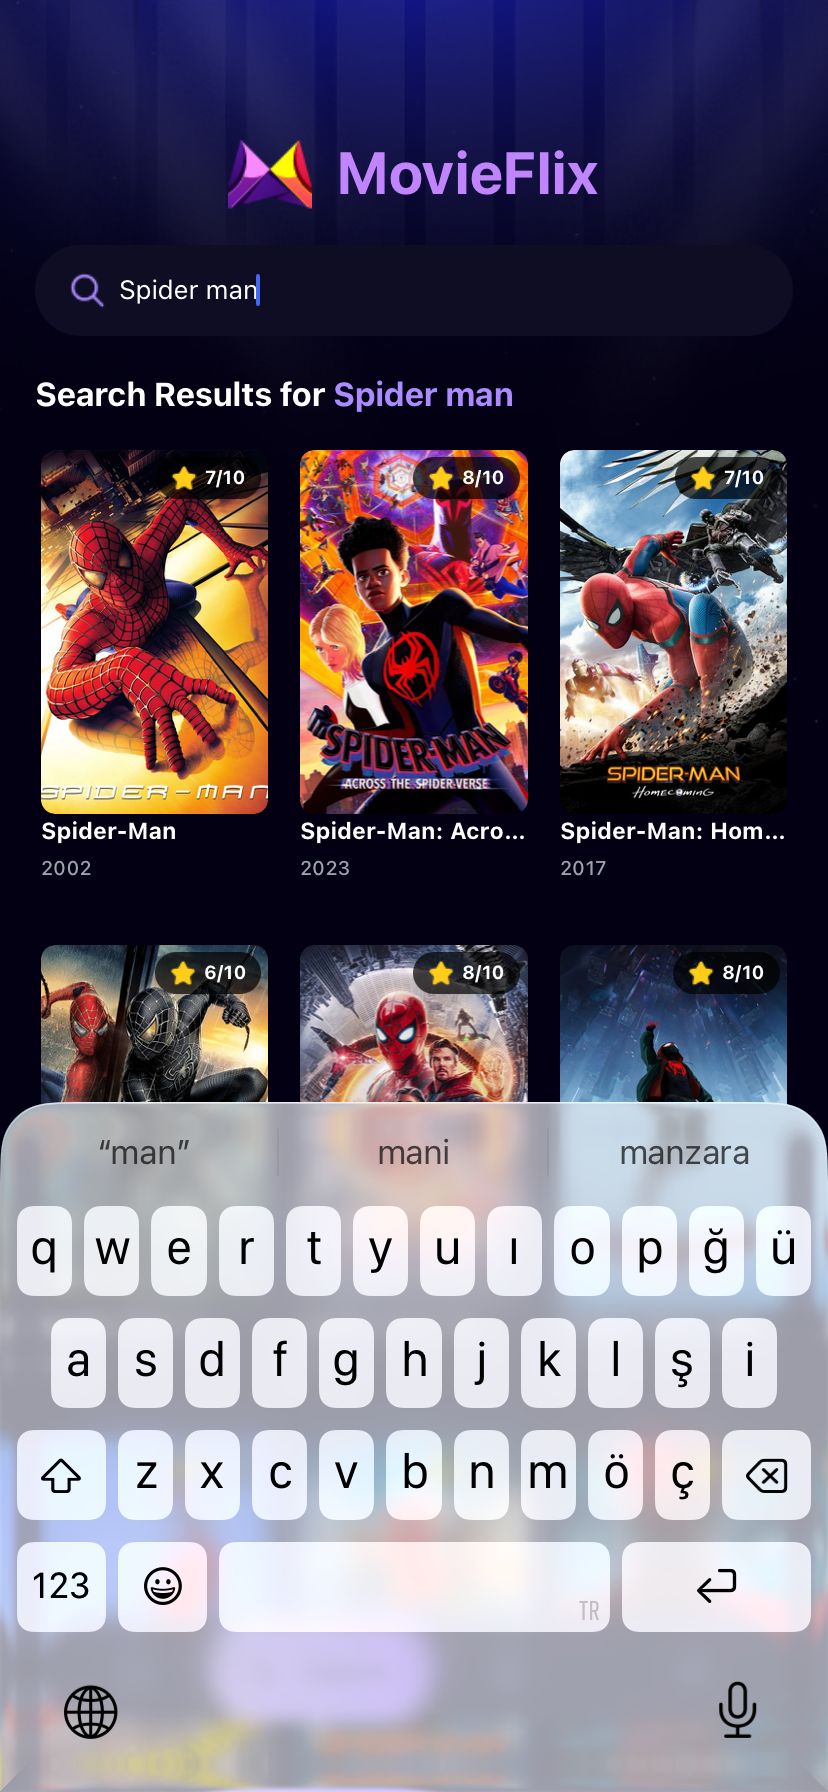 MovieFlix
Spider man
Search Results for Spider man
7/10
8/10
7/10
SPIDER-MAN
SPIDER-MAN
ACROSS THE SPIDER-VERSE
SPIDER-MAN
HOMECOMING
Spider-Man
Spider-Man: Acro...
Spider-Man: Hom...
2002
2023
2017
6/10
8/10
8/10
“man”
mani
manzara
q w e r t y u ı o p ğ ü
a s d f g h j k l ş i
z x c v b n m ö ç
123
TR